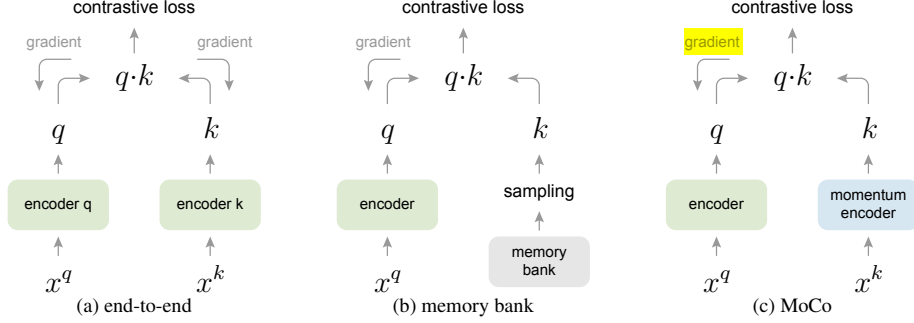 contrastive loss
gradient
gradient
q·k
q
k
encoder q
encoder k
x^q
x^k
(a) end-to-end
contrastive loss
gradient
q·k
q
k
encoder
sampling
memory
bank
x^q
(b) memory bank
contrastive loss
gradient
q·k
q
k
encoder
momentum
encoder
x^q
x^k
(c) MoCo